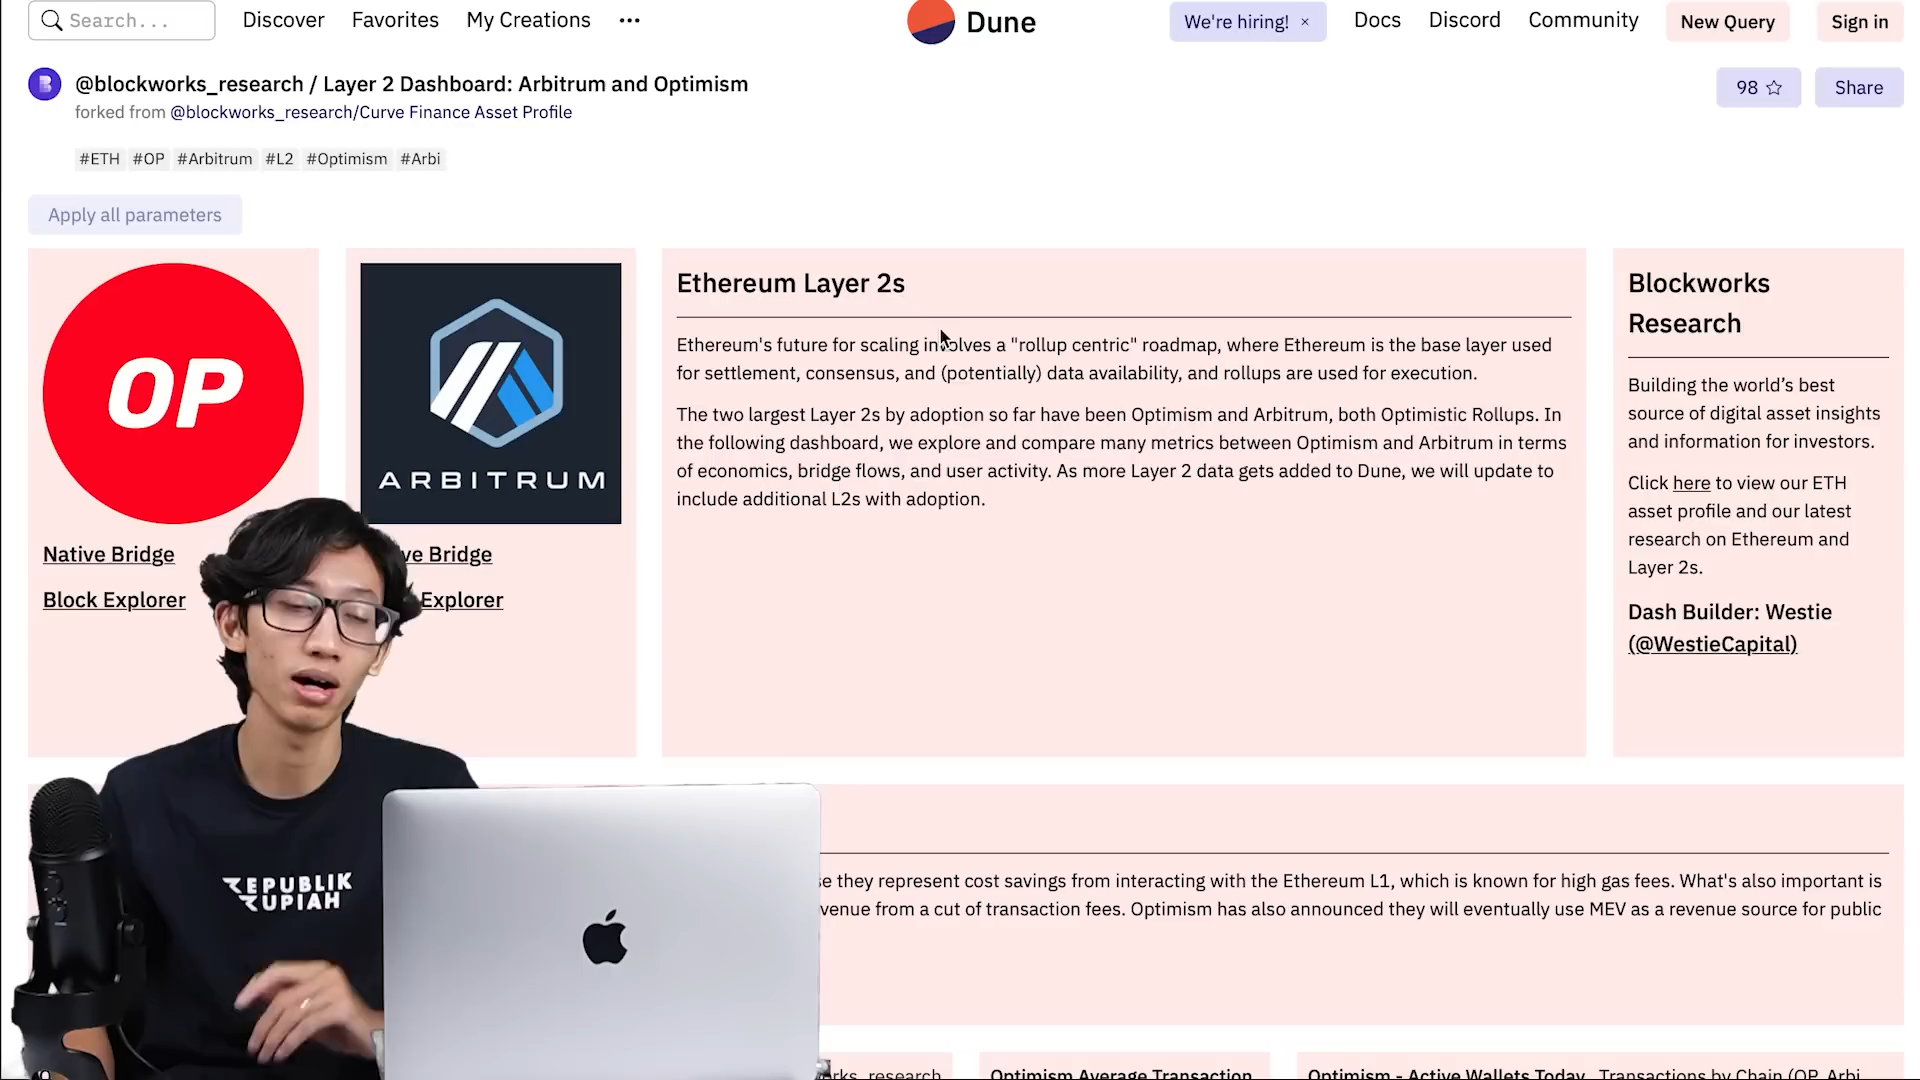 Search...
Discover
Favorites
My Creations
Dune
We're hiring! ×
Docs
Discord
Community
New Query
Sign in
@blockworks_research / Layer 2 Dashboard: Arbitrum and Optimism
forked from @blockworks_research/Curve Finance Asset Profile
98
Share
#ETH #OP #Arbitrum #L2 #Optimism #Arbi
Apply all parameters
OP
Native Bridge
Block Explorer
ARBITRUM
Bridge
Explorer
Ethereum Layer 2s
Ethereum's future for scaling involves a "rollup centric" roadmap, where Ethereum is the base layer used
for settlement, consensus, and (potentially) data availability, and rollups are used for execution.
The two largest Layer 2s by adoption so far have been Optimism and Arbitrum, both Optimistic Rollups. In
the following dashboard, we explore and compare many metrics between Optimism and Arbitrum in terms
of economics, bridge flows, and user activity. As more Layer 2 data gets added to Dune, we will update to
include additional L2s with adoption.
Blockworks
Research
Building the world’s best
source of digital asset insights
and information for investors.
Click here to view our ETH
asset profile and our latest
research on Ethereum and
Layer 2s.
Dash Builder: Westie
(@WestieCapital)
they represent cost savings from interacting with the Ethereum L1, which is known for high gas fees. What's also important is
from a cut of transaction fees. Optimism has also announced they will eventually use MEV as a revenue source for public
REPUBLIK
RUPIAH
Optimism Average Transaction
Optimism - Active Wallets Today
Transactions by Chain (OP, Arbi